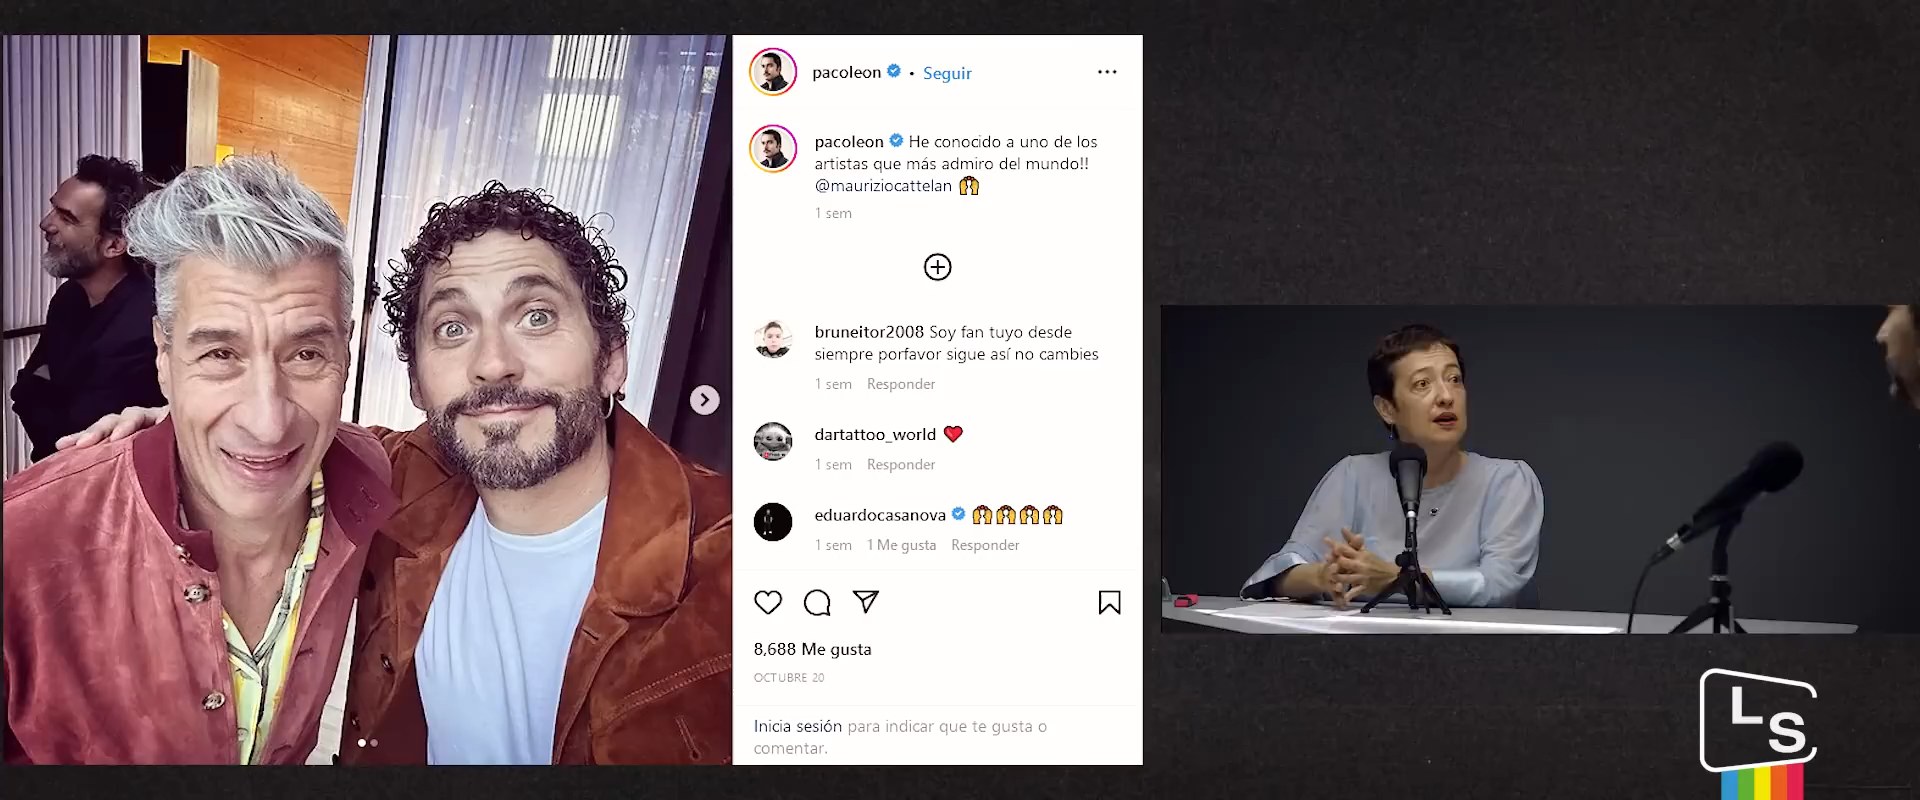 pacoleon • Seguir
pacoleon He conocido a uno de los
artistas que más admiro del mundo!!
@mauriziocattelan
1 sem
bruneitor2008 Soy fan tuyo desde
siempre porfavor sigue así no cambies
1 sem Responder
dartattoo_world
1 sem Responder
eduardocasanova
1 sem 1 Me gusta Responder
8,688 Me gusta
OCTUBRE 20
Inicia sesión para indicar que te gusta o
comentar.
LS